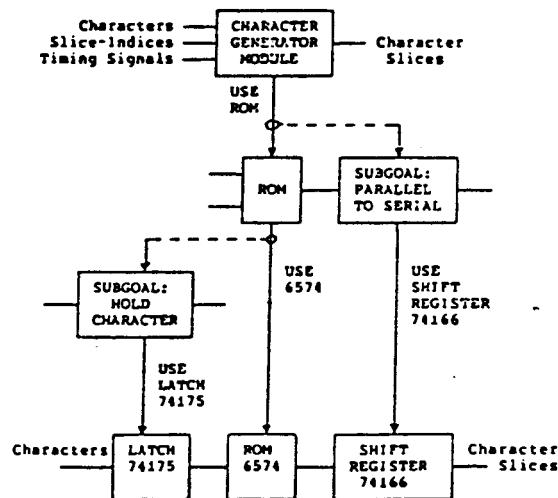 Characters
Slice-Indices
Timing Signals
CHARACTER
GENERATOR
MODULE
Character
Slices
USE
ROM
ROM
SUBGOAL:
PARALLEL
TO SERIAL
SUBGOAL:
HOLD
CHARACTER
USE
6574
USE
SHIFT
REGISTER
74166
USE
LATCH
74175
Characters
LATCH
74175
ROM
6574
SHIFT
REGISTER
74166
Character
Slices